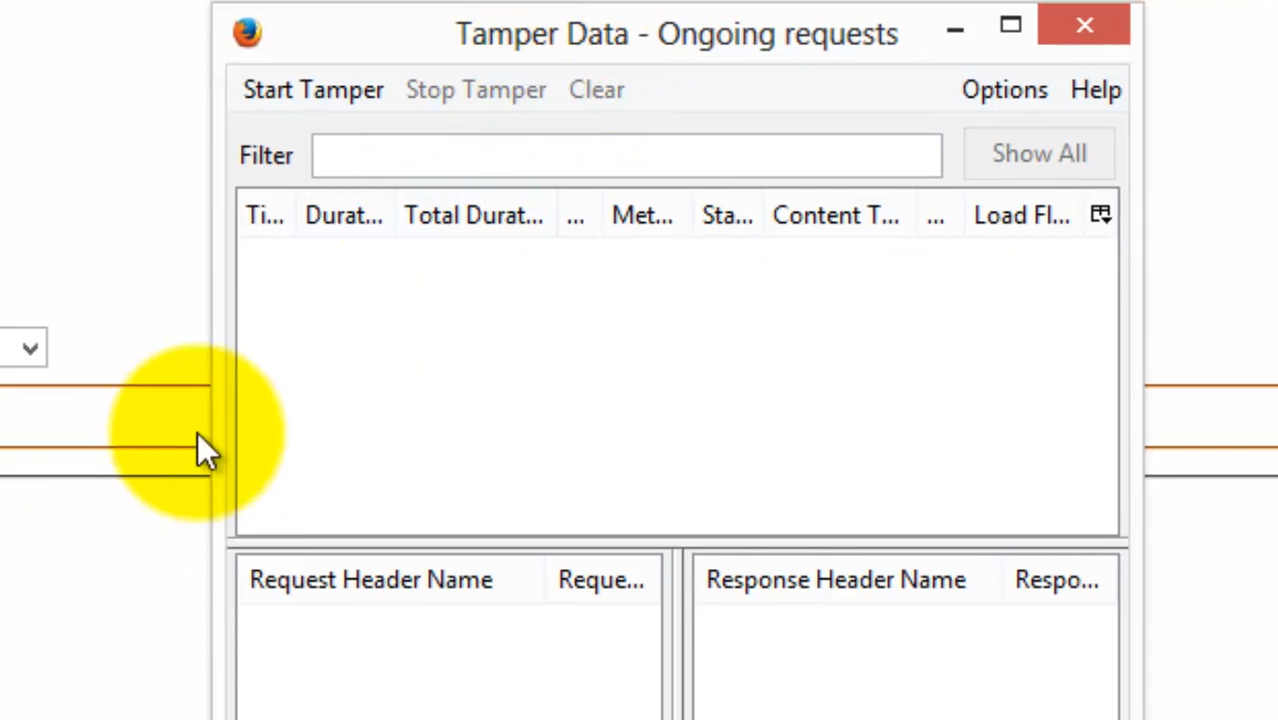 Tamper Data - Ongoing requests
Start Tamper Stop Tamper Clear Options Help
Filter Show All
Ti... Durat... Total Durat... ... Met... Sta... Content T... ... Load Fl...
Request Header Name Reque... Response Header Name Respo...